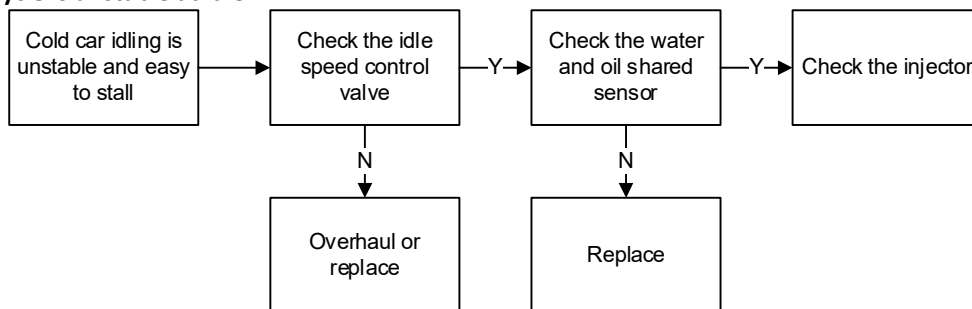 Cold car idling is
unstable and easy
to stall
Check the idle
speed control
valve
Y
Check the water
and oil shared
sensor
Y
Check the injector
N
N
Overhaul or
replace
Replace